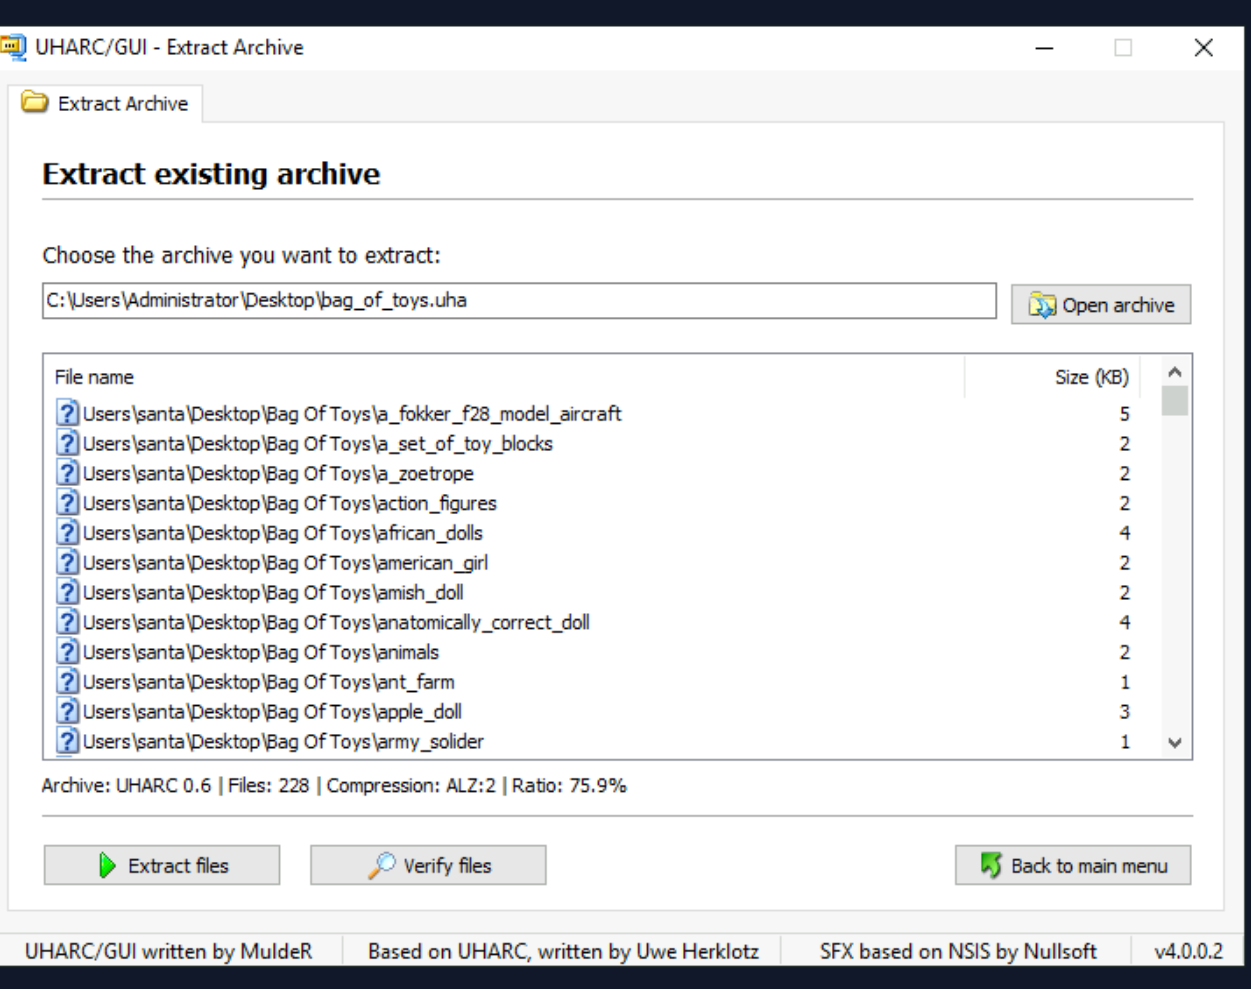 UHARC/GUI - Extract Archive
Extract Archive
Extract existing archive
Choose the archive you want to extract:
C:\Users\Administrator\Desktop\bag_of_toys.uha
Open archive
File name Size (KB)
Users\santa\Desktop\Bag Of Toys\a_fokker_f28_model_aircraft 5
Users\santa\Desktop\Bag Of Toys\a_set_of_toy_blocks 2
Users\santa\Desktop\Bag Of Toys\a_zoetrope 2
Users\santa\Desktop\Bag Of Toys\action_figures 2
Users\santa\Desktop\Bag Of Toys\african_dolls 4
Users\santa\Desktop\Bag Of Toys\american_girl 2
Users\santa\Desktop\Bag Of Toys\amish_doll 2
Users\santa\Desktop\Bag Of Toys\anatomically_correct_doll 4
Users\santa\Desktop\Bag Of Toys\animals 2
Users\santa\Desktop\Bag Of Toys\ant_farm 1
Users\santa\Desktop\Bag Of Toys\apple_doll 3
Users\santa\Desktop\Bag Of Toys\army_solider 1
Archive: UHARC 0.6 | Files: 228 | Compression: ALZ:2 | Ratio: 75.9%
Extract files Verify files Back to main menu
UHARC/GUI written by MuldeR Based on UHARC, written by Uwe Herklotz SFX based on NSIS by Nullsoft v4.0.0.2